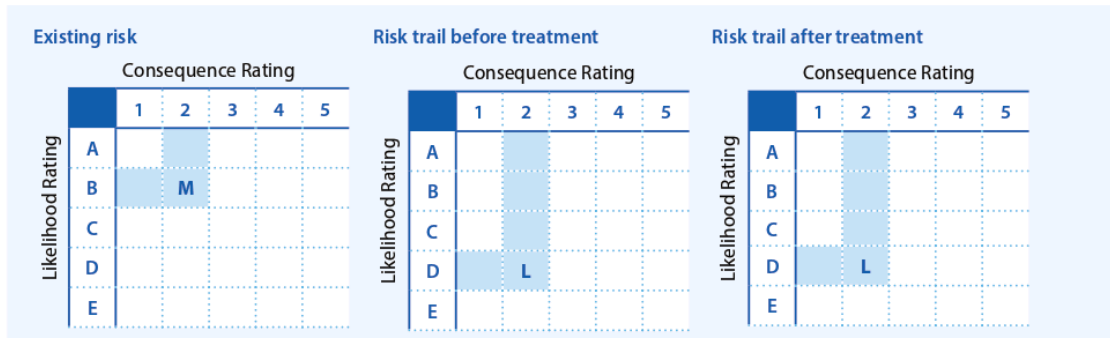 Existing risk
Consequence Rating
1 2 3 4 5
Likelihood Rating
A
B M
C
D
E
Risk trail before treatment
Consequence Rating
1 2 3 4 5
Likelihood Rating
A
B
C
D L
E
Risk trail after treatment
Consequence Rating
1 2 3 4 5
Likelihood Rating
A
B
C
D L
E